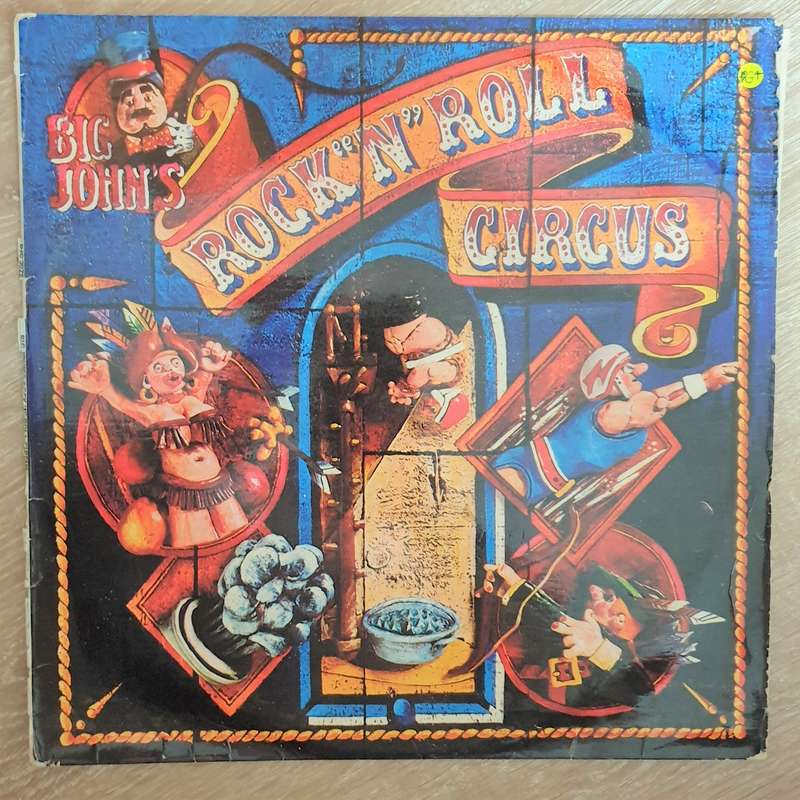 BIG
JOHN'S
ROCK "N" ROLL
CIRCUS